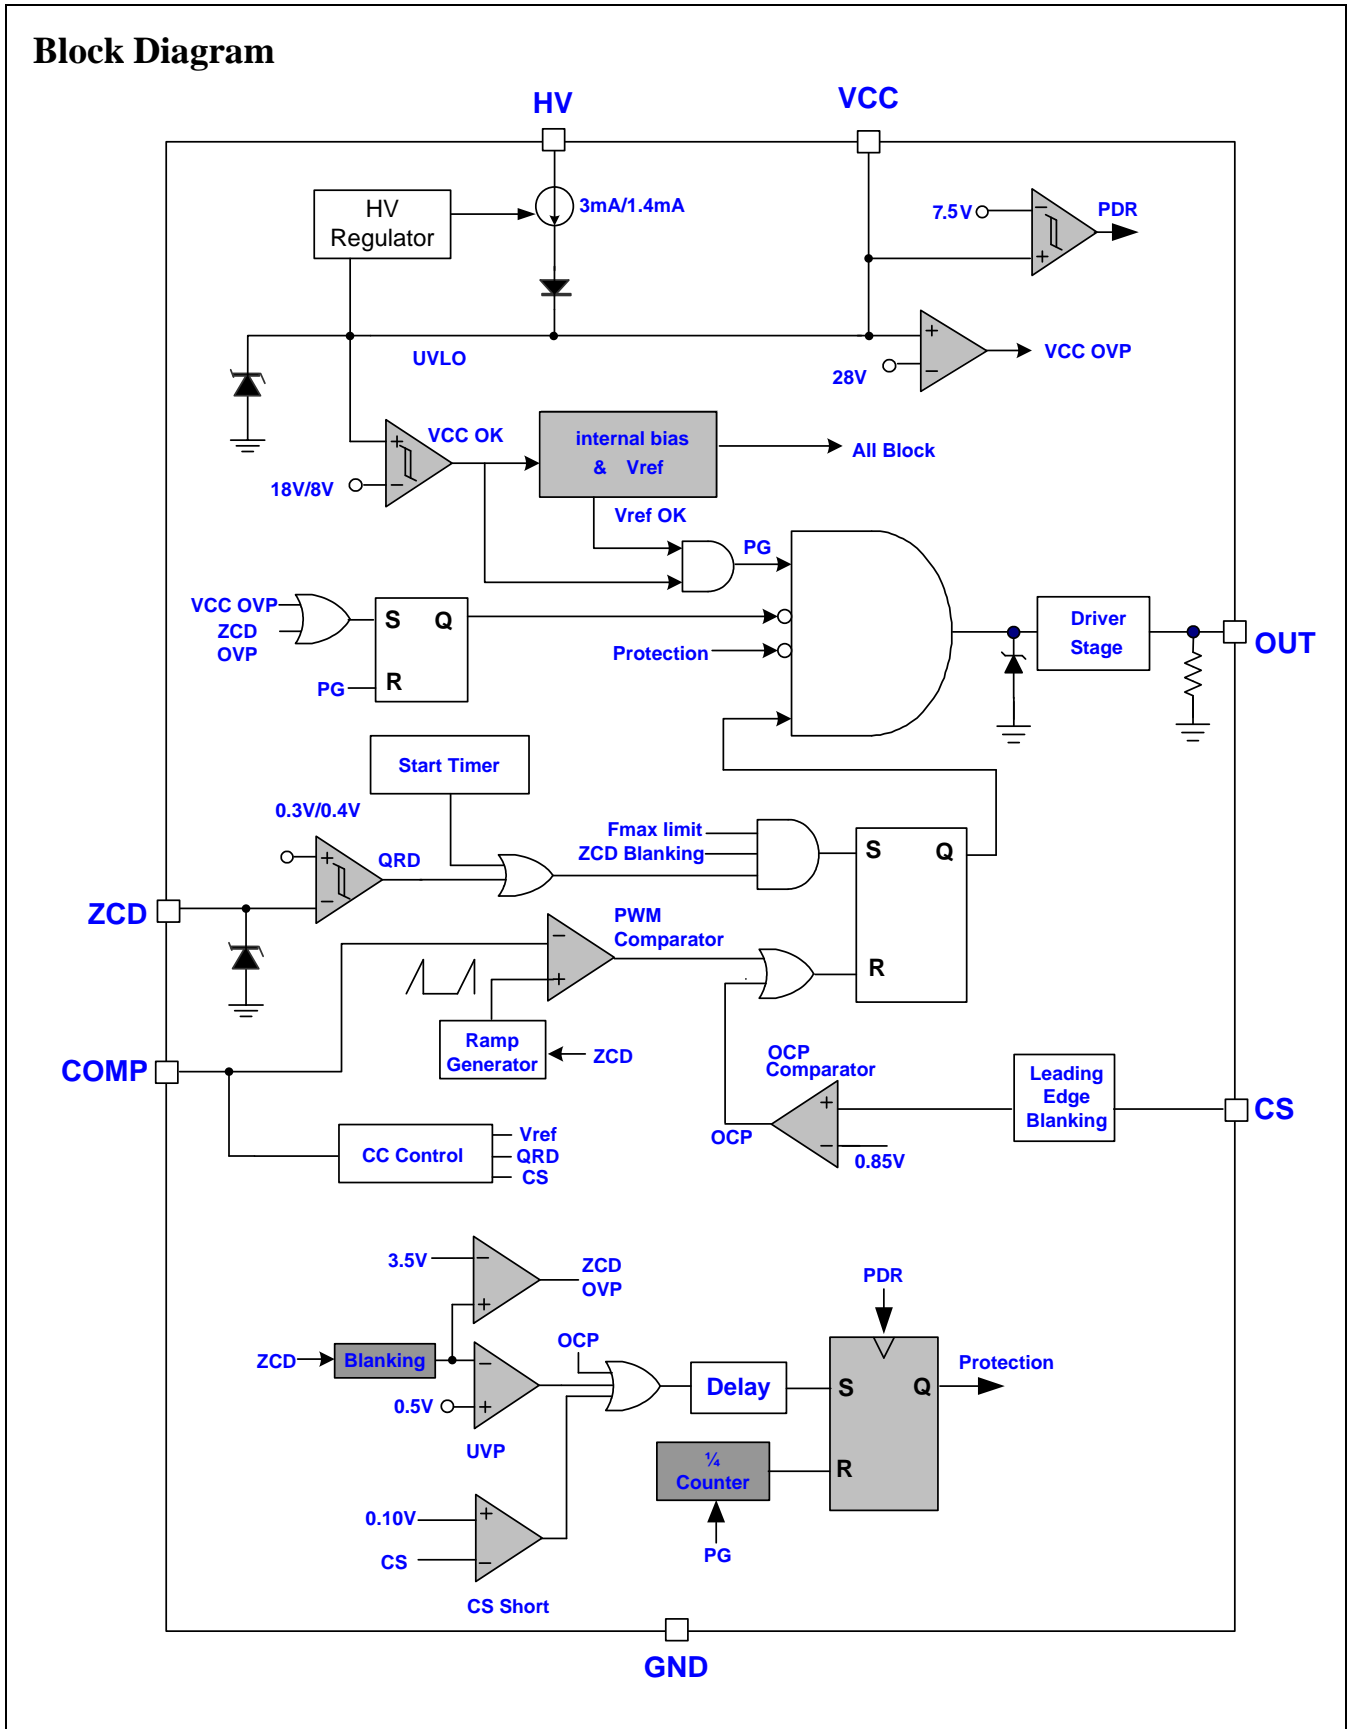 Block Diagram
HV
VCC
HV
Regulator
3mA/1.4mA
7.5V
−
+
PDR
UVLO
+
−
28V
VCC OVP
+
−
VCC OK
18V/8V
internal bias
& Vref
All Block
Vref OK
PG
VCC OVP
ZCD
OVP
S
Q
PG
R
Protection
Driver
Stage
OUT
Start Timer
0.3V/0.4V
+
−
QRD
Fmax limit
ZCD Blanking
S
Q
R
ZCD
PWM
Comparator
−
+
Ramp
Generator
ZCD
COMP
OCP
Comparator
+
−
OCP
0.85V
Leading
Edge
Blanking
CS
CC Control
Vref
QRD
CS
3.5V
−
+
ZCD
OVP
ZCD
Blanking
−
+
0.5V
UVP
OCP
Delay
PDR
S
Q
R
Protection
¼
Counter
PG
0.10V
CS
+
−
CS Short
GND